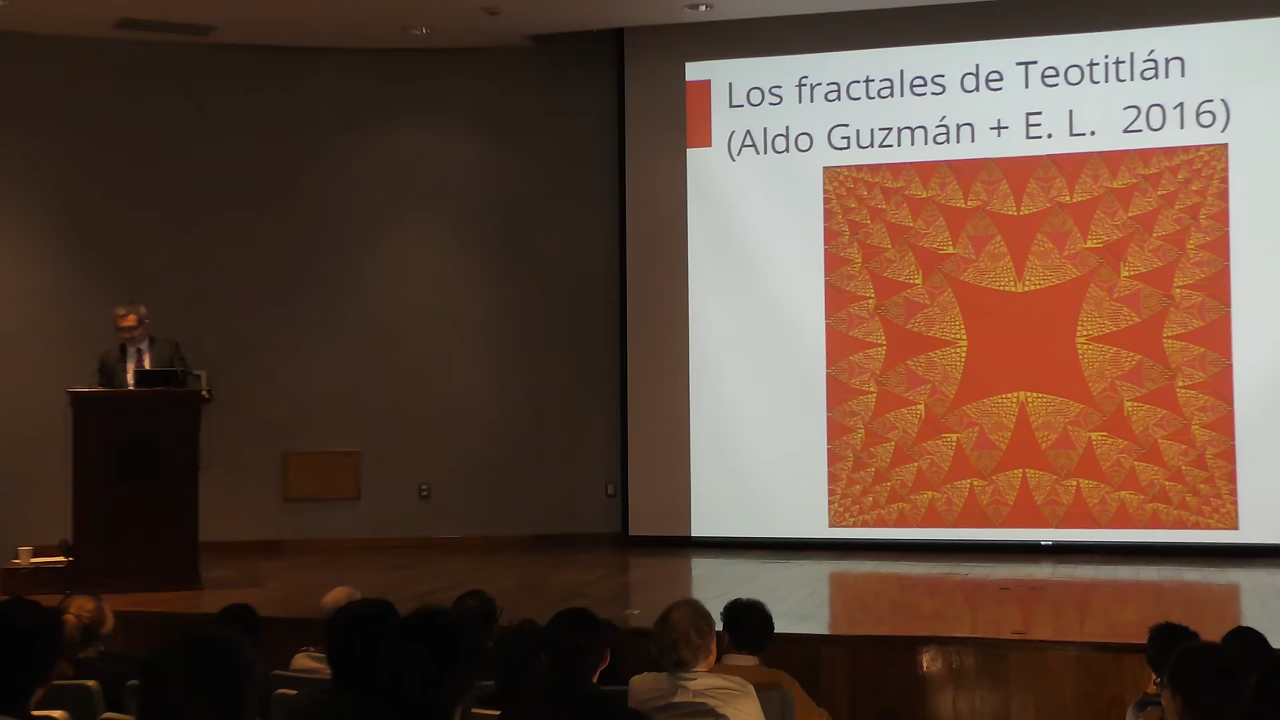 Los fractales de Teotitlán
(Aldo Guzmán + E. L. 2016)